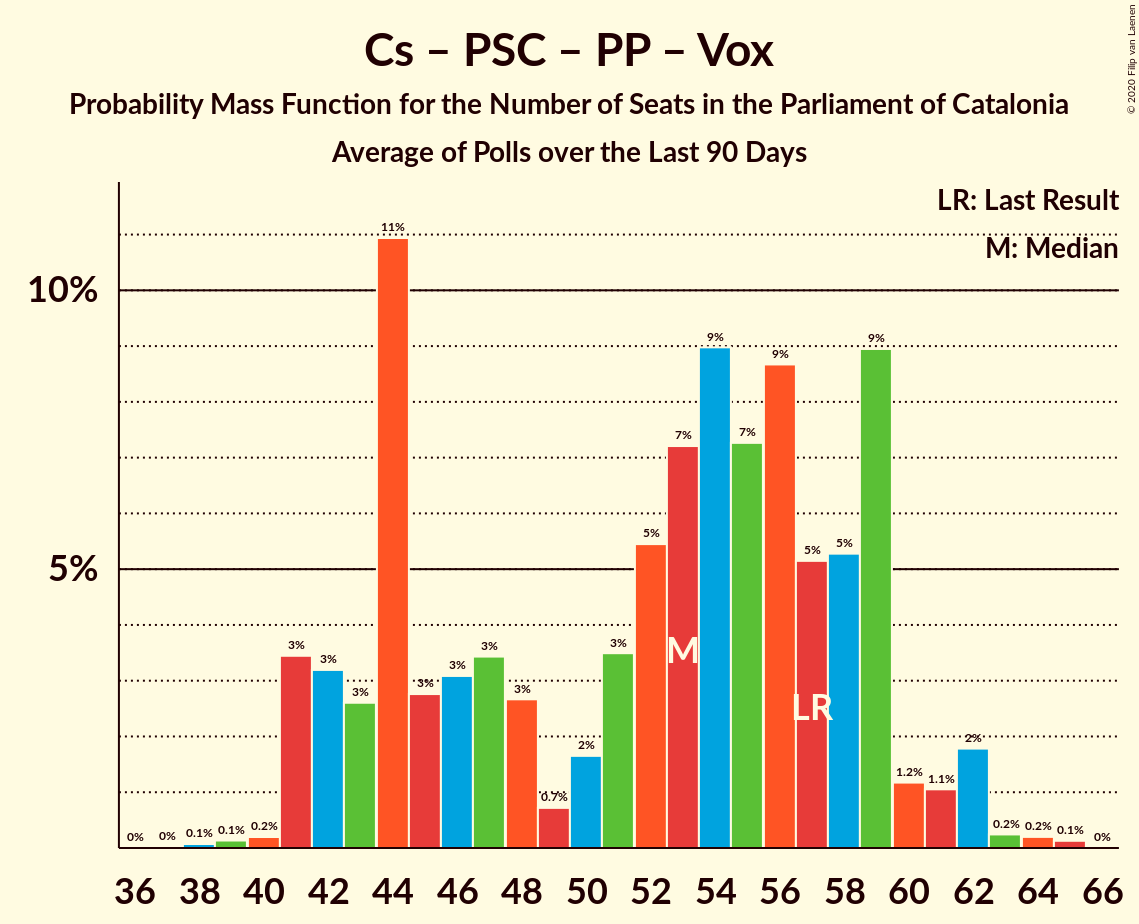 Cs – PSC – PP – Vox
Probability Mass Function for the Number of Seats in the Parliament of Catalonia
Average of Polls over the Last 90 Days
© 2020 Filip van Laenen
LR: Last Result
M: Median
10%
5%
0% 0% 0.1% 0.1% 0.2% 3% 3% 3% 11% 3% 3% 3% 3% 0.7% 2% 3% 5% 7% 9% 7% 9% 5% 5% 9% 1.2% 1.1% 2% 0.2% 0.2% 0.1% 0%
M
LR
36 38 40 42 44 46 48 50 52 54 56 58 60 62 64 66